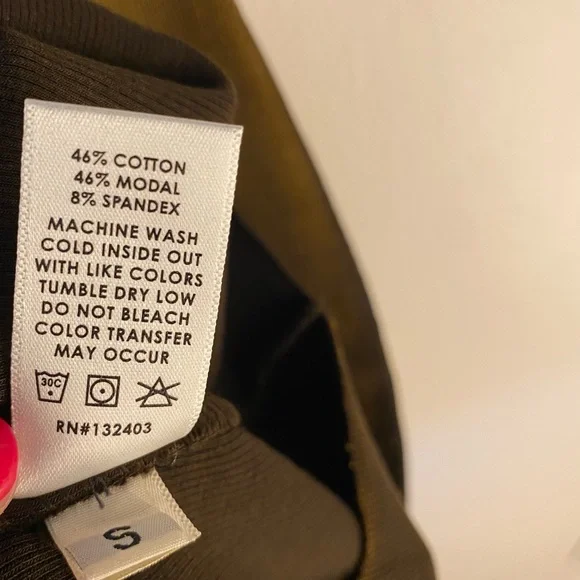 46% COTTON
46% MODAL
8% SPANDEX
MACHINE WASH
COLD INSIDE OUT
WITH LIKE COLORS
TUMBLE DRY LOW
DO NOT BLEACH
COLOR TRANSFER
MAY OCCUR
30C
RN#132403
S